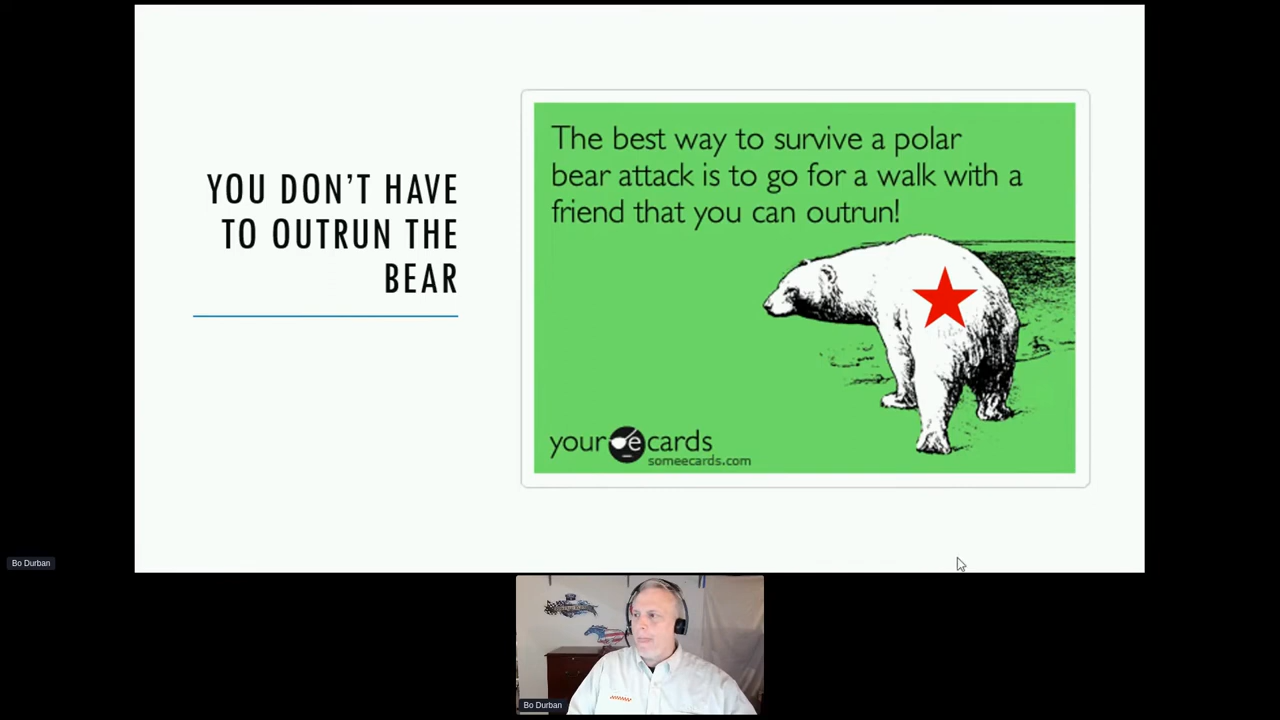 YOU DON'T HAVE
TO OUTRUN THE
BEAR
The best way to survive a polar
bear attack is to go for a walk with a
friend that you can outrun!
your e cards
someecards.com
Bo Durban
Bo Durban